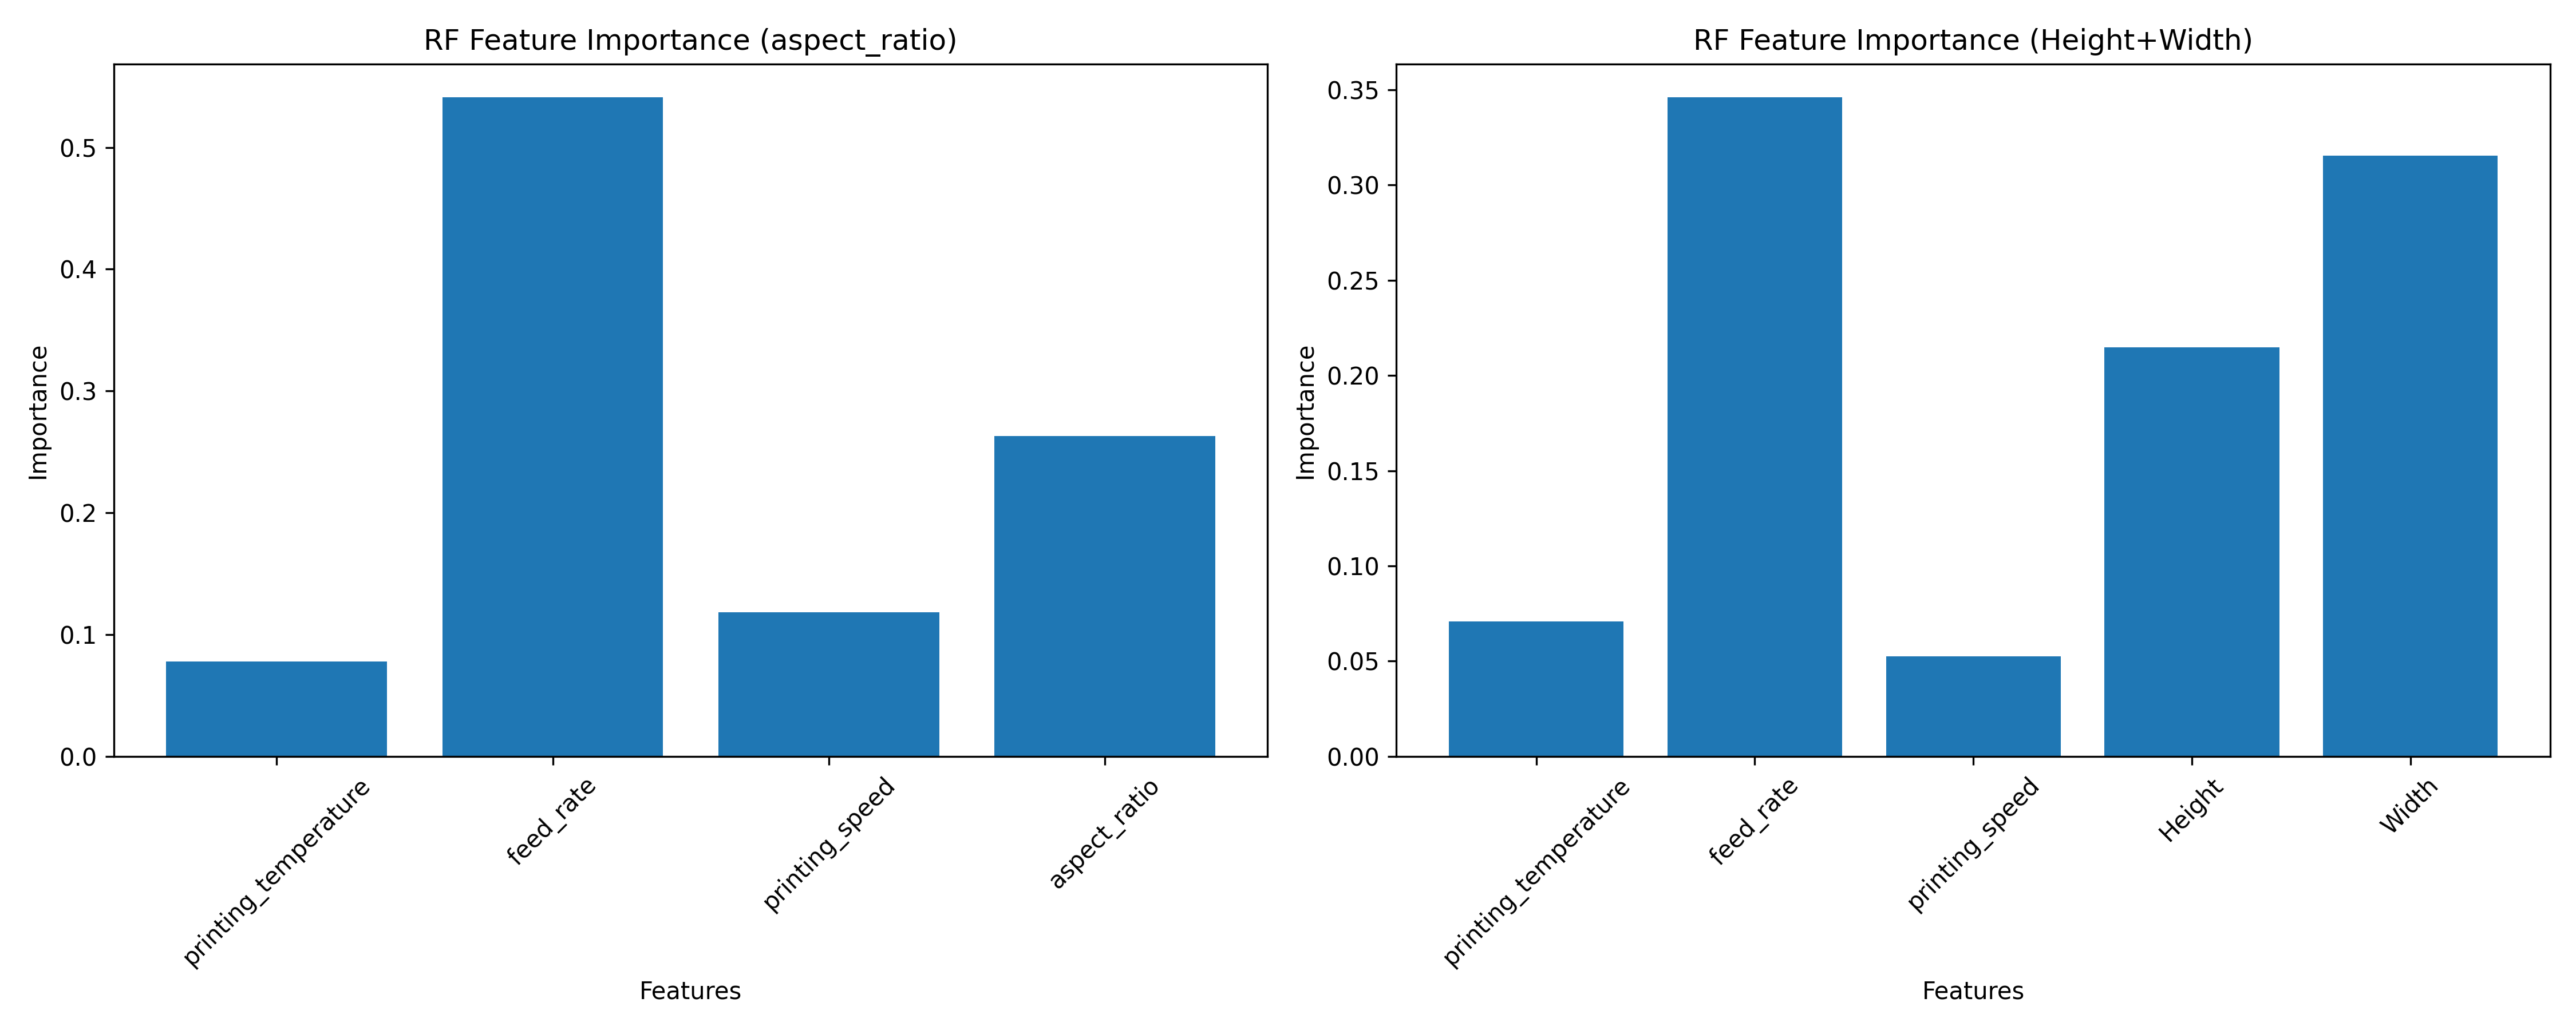 RF Feature Importance (aspect_ratio)
Importance
0.5
0.4
0.3
0.2
0.1
0.0
printing_temperature
feed_rate
printing_speed
aspect_ratio
Features
RF Feature Importance (Height+Width)
Importance
0.35
0.30
0.25
0.20
0.15
0.10
0.05
0.00
printing_temperature
feed_rate
printing_speed
Height
Width
Features